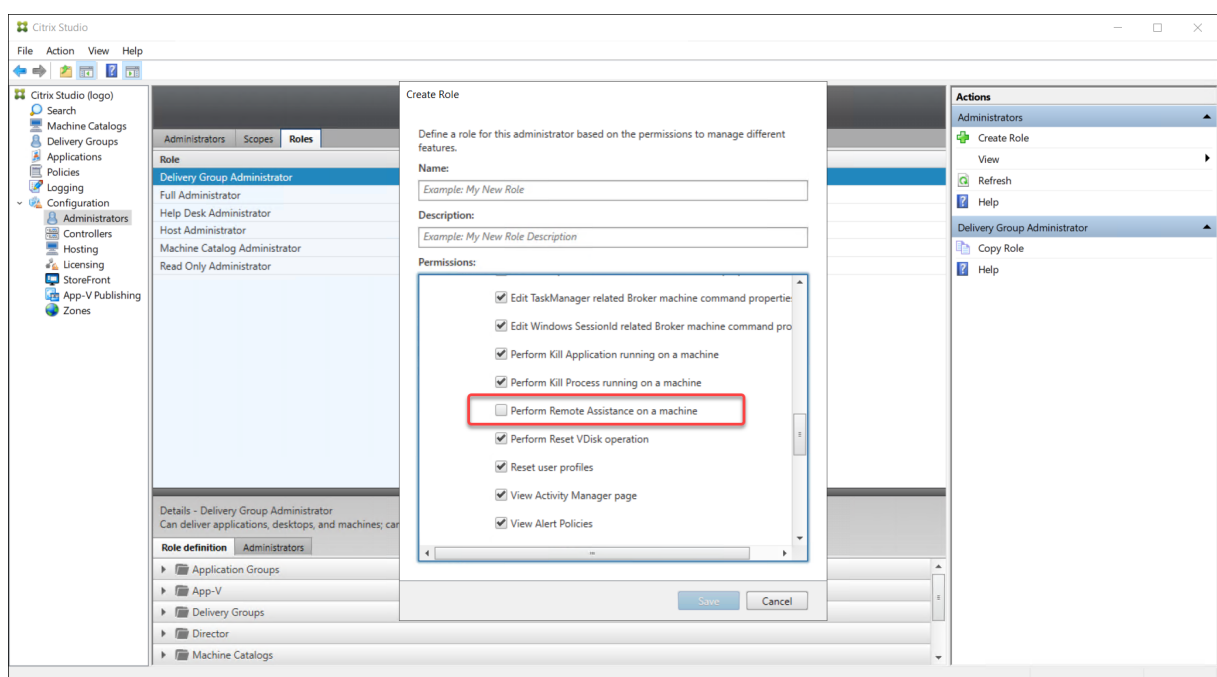 Citrix Studio
File Action View Help
Citrix Studio (logo)
Search
Machine Catalogs
Delivery Groups
Applications
Policies
Logging
Configuration
Administrators
Controllers
Hosting
Licensing
StoreFront
App-V Publishing
Zones
Administrators Scopes Roles
Role
Delivery Group Administrator
Full Administrator
Help Desk Administrator
Host Administrator
Machine Catalog Administrator
Read Only Administrator
Details - Delivery Group Administrator
Can deliver applications, desktops, and machines; car
Role definition Administrators
Application Groups
App-V
Delivery Groups
Director
Machine Catalogs
Create Role
Define a role for this administrator based on the permissions to manage different
features.
Name:
Example: My New Role
Description:
Example: My New Role Description
Permissions:
Edit TaskManager related Broker machine command propertie
Edit Windows SessionId related Broker machine command pro
Perform Kill Application running on a machine
Perform Kill Process running on a machine
Perform Remote Assistance on a machine
Perform Reset VDisk operation
Reset user profiles
View Activity Manager page
View Alert Policies
Save Cancel
Actions
Administrators
Create Role
View
Refresh
Help
Delivery Group Administrator
Copy Role
Help